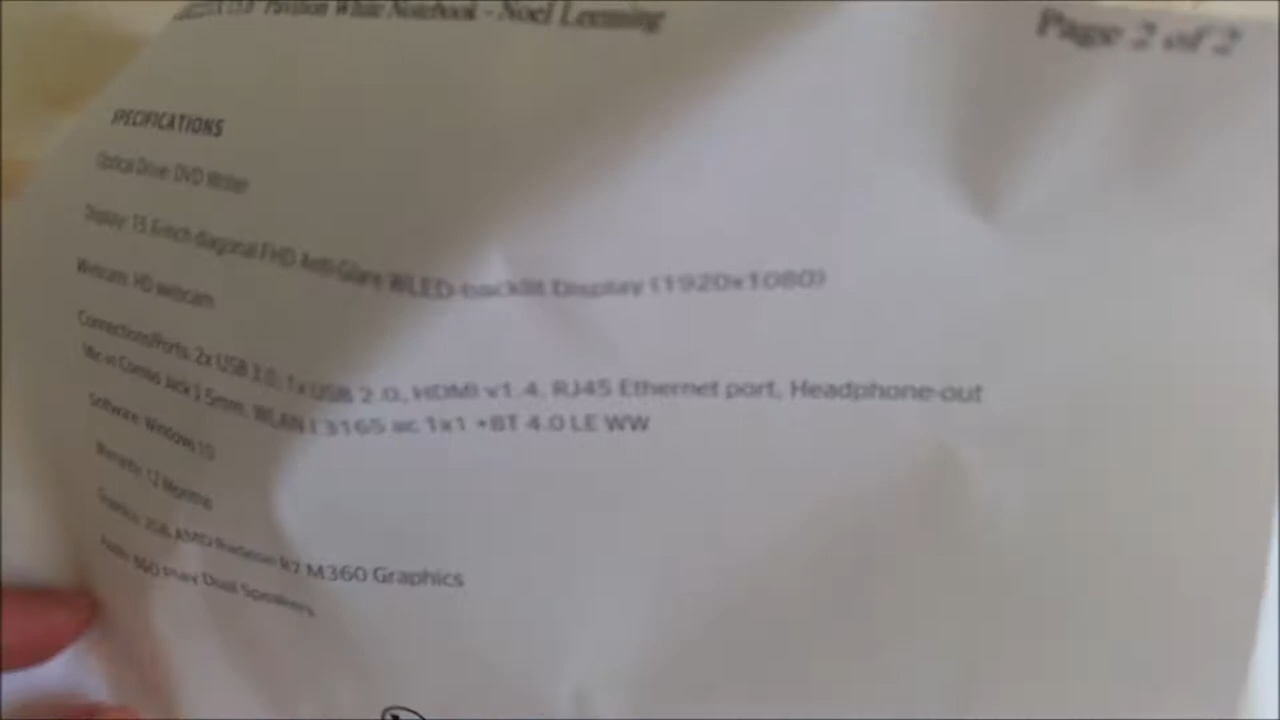 15.6" Pavilion White Notebook - Noel Leeming
Page 2 of 2
SPECIFICATIONS
Optical Drive: DVD Writer
Display: 15.6-inch diagonal FHD Anti-Glare WLED-backlit Display (1920x1080)
Webcam: HD webcam
Connections/Ports: 2x USB 3.0, 1x USB 2.0, HDMI v1.4, RJ45 Ethernet port, Headphone-out
Mic-in Combo Jack 3.5mm, WLAN I 3165 ac 1x1 +BT 4.0 LE WW
Software: Windows 10
Warranty: 12 Months
Graphics: 2GB AMD Radeon R7 M360 Graphics
Audio: B&O Play Dual Speakers